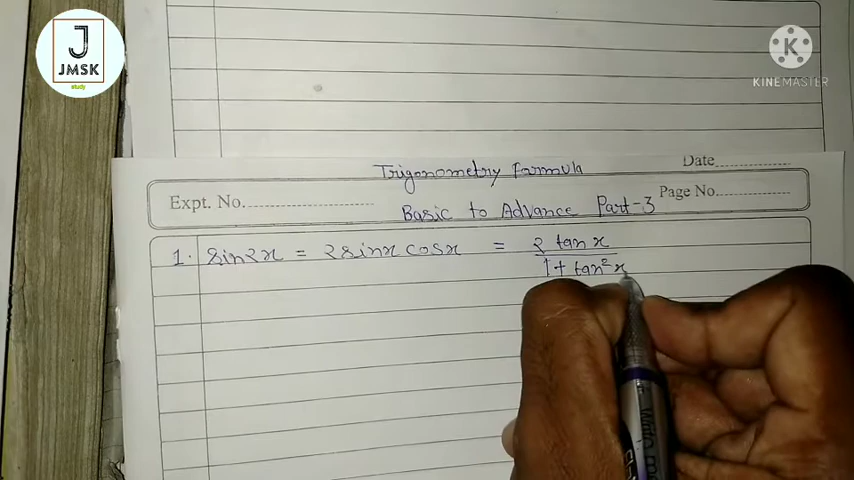 J
JMSK
study
K
KINEMASTER
Trigonometry Formula
Date
Expt. No.
Page No.
Basic to Advance Part-3
1. sin2x = 2sinx cosx = 2 tan x / 1 + tan²x